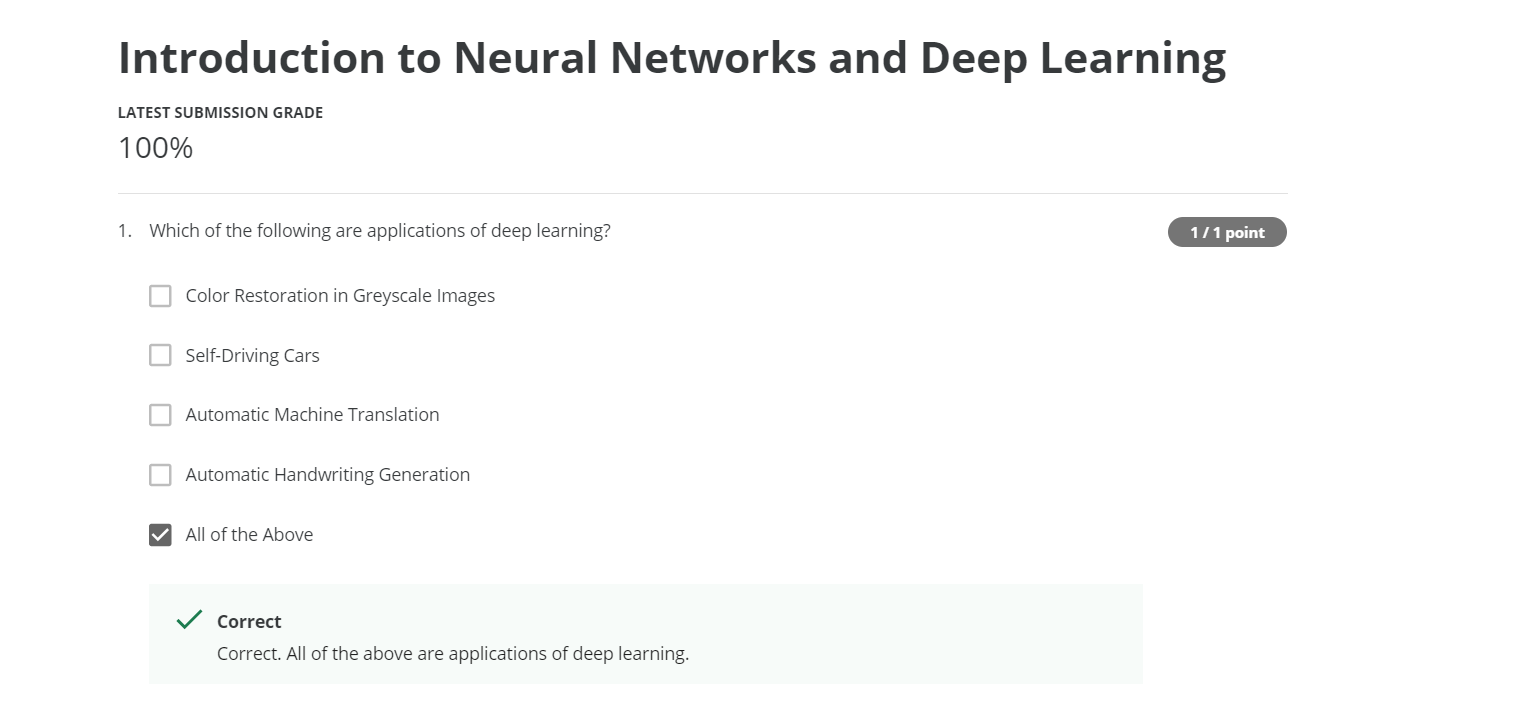 Introduction to Neural Networks and Deep Learning
LATEST SUBMISSION GRADE
100%
1. Which of the following are applications of deep learning?
1 / 1 point
Color Restoration in Greyscale Images
Self-Driving Cars
Automatic Machine Translation
Automatic Handwriting Generation
All of the Above
Correct
Correct. All of the above are applications of deep learning.